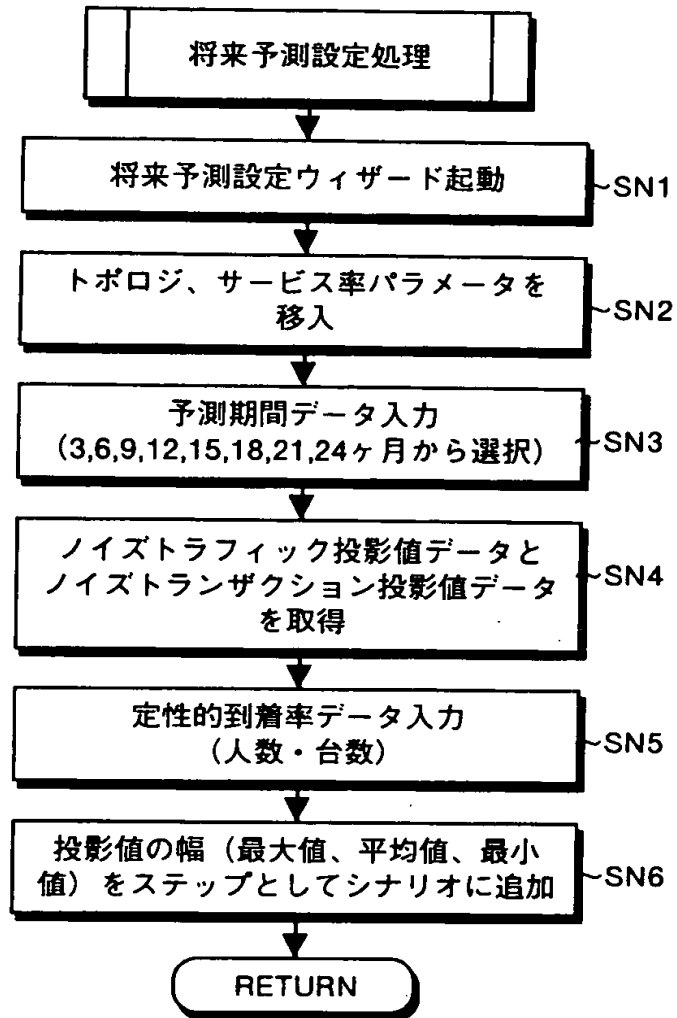 将来予測設定処理
将来予測設定ウィザード起動
SN1
トポロジ、サービス率パラメータを
移入
SN2
予測期間データ入力
(3,6,9,12,15,18,21,24ヶ月から選択)
SN3
ノイズトラフィック投影値データと
ノイズトランザクション投影値データ
を取得
SN4
定性的到着率データ入力
(人数・台数)
SN5
投影値の幅(最大値、平均値、最小
値)をステップとしてシナリオに追加
SN6
RETURN